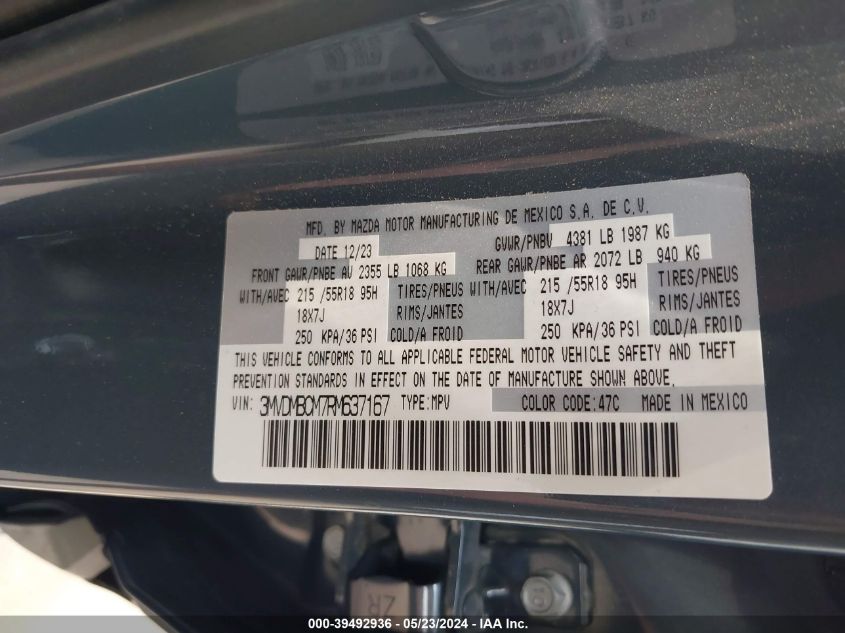 MFD. BY MAZDA MOTOR MANUFACTURING DE MEXICO S.A. DE C.V.
DATE 12/23 GVWR/PNBV 4381 LB 1987 KG
FRONT GAWR/PNBE AV 2355 LB 1068 KG REAR GAWR/PNBE AR 2072 LB 940 KG
WITH/AVEC 215 /55R18 95H TIRES/PNEUS WITH/AVEC 215 /55R18 95H TIRES/PNEUS
18X7J RIMS/JANTES 18X7J RIMS/JANTES
250 KPA/36 PSI COLD/A FROID 250 KPA/36 PSI COLD/A FROID
THIS VEHICLE CONFORMS TO ALL APPLICABLE FEDERAL MOTOR VEHICLE SAFETY AND THEFT
PREVENTION STANDARDS IN EFFECT ON THE DATE OF MANUFACTURE SHOWN ABOVE.
VIN: 3MVDMBCM7RM637167 TYPE:MPV COLOR CODE:47C MADE IN MEXICO
ZR
000-39492936 - 05/23/2024 - IAA Inc.